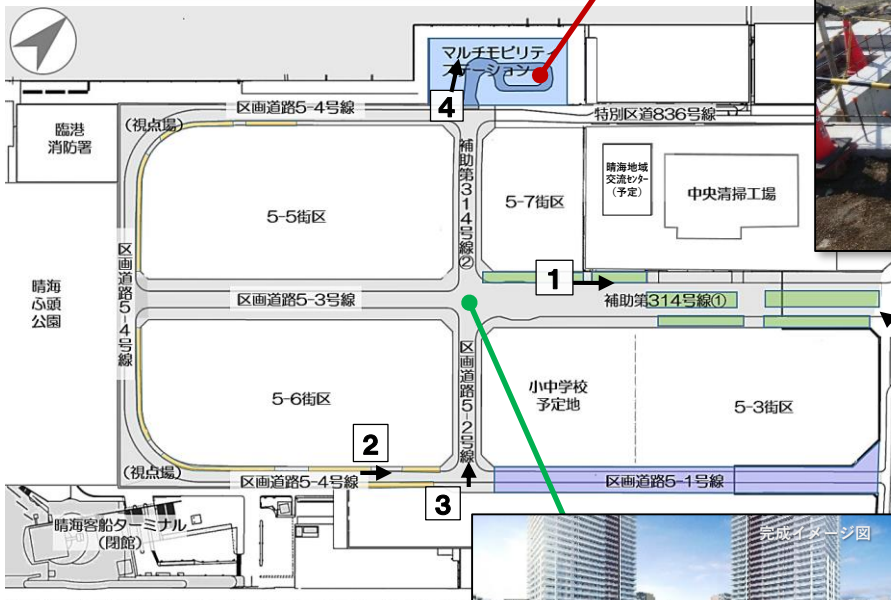 マルチモビリティ
ステーション
4
区画道路5-4号線
特別区道836号線
(視点場)
臨港
消防署
補助第314号線②
晴海地域
交流センター
(予定)
中央清掃工場
5-5街区
5-7街区
区画道路5-4号線
晴海
ふ頭
公園
1
区画道路5-3号線
補助第314号線①
区画道路5-2号線
小中学校
予定地
5-6街区
5-3街区
2
(視点場)
区画道路5-4号線
区画道路5-1号線
3
晴海客船ターミナル
(閉館)
完成イメージ図